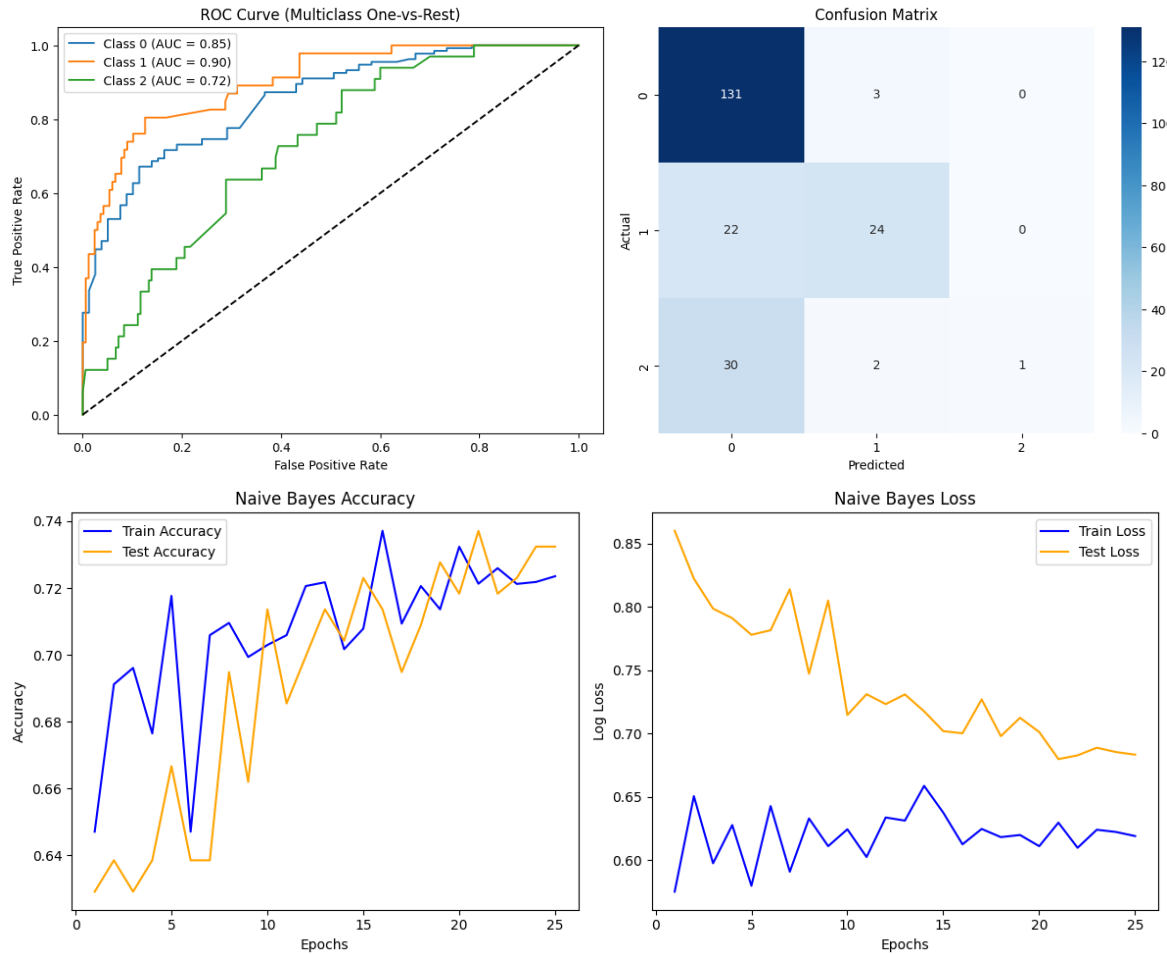 ROC Curve (Multiclass One-vs-Rest)
Class 0 (AUC = 0.85)
Class 1 (AUC = 0.90)
Class 2 (AUC = 0.72)
True Positive Rate
1.0
0.8
0.6
0.4
0.2
0.0
0.0 0.2 0.4 0.6 0.8 1.0
False Positive Rate
Confusion Matrix
Actual
0 131 3 0
1 22 24 0
2 30 2 1
0 1 2
Predicted
120
100
80
60
40
20
0
Naive Bayes Accuracy
Train Accuracy
Test Accuracy
Accuracy
0.74
0.72
0.70
0.68
0.66
0.64
0 5 10 15 20 25
Epochs
Naive Bayes Loss
Train Loss
Test Loss
Log Loss
0.85
0.80
0.75
0.70
0.65
0.60
0 5 10 15 20 25
Epochs